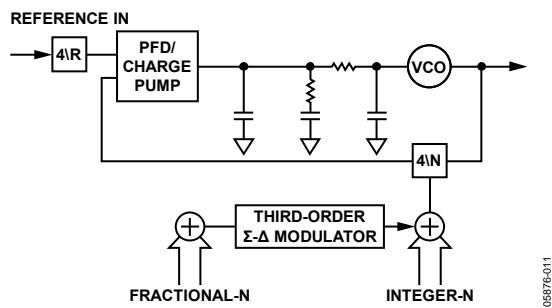 REFERENCE IN
4\R
PFD/
CHARGE
PUMP
VCO
4\N
THIRD-ORDER
Σ-Δ MODULATOR
FRACTIONAL-N
INTEGER-N
05876-011